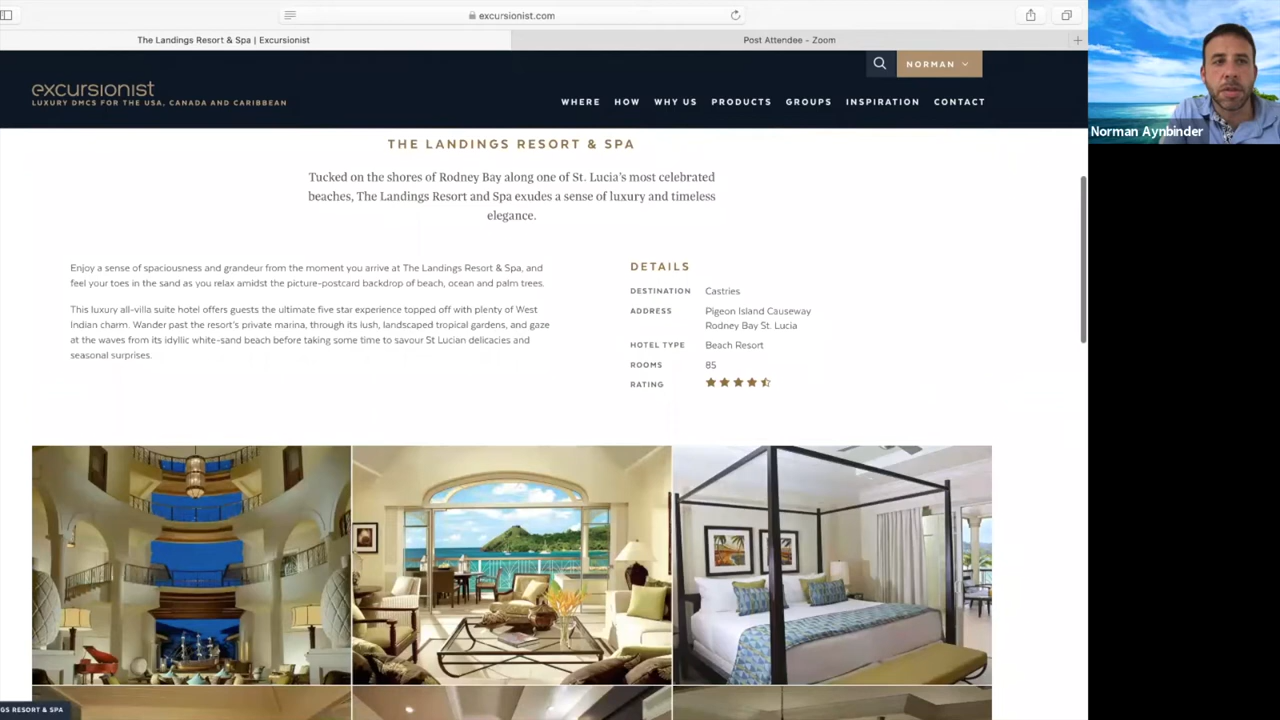 excursionist.com
The Landings Resort & Spa | Excursionist
Post Attendee - Zoom
NORMAN
excursionist
LUXURY DMCS FOR THE USA, CANADA AND CARIBBEAN
WHERE HOW WHY US PRODUCTS GROUPS INSPIRATION CONTACT
Norman Aynbinder
THE LANDINGS RESORT & SPA
Tucked on the shores of Rodney Bay along one of St. Lucia's most celebrated
beaches, The Landings Resort and Spa exudes a sense of luxury and timeless
elegance.
Enjoy a sense of spaciousness and grandeur from the moment you arrive at The Landings Resort & Spa, and
feel your toes in the sand as you relax amidst the picture-postcard backdrop of beach, ocean and palm trees.
This luxury all-villa suite hotel offers guests the ultimate five star experience topped off with plenty of West
Indian charm. Wander past the resort's private marina, through its lush, landscaped tropical gardens, and gaze
at the waves from its idyllic white-sand beach before taking some time to savour St Lucian delicacies and
seasonal surprises.
DETAILS
DESTINATION Castries
ADDRESS Pigeon Island Causeway
Rodney Bay St. Lucia
HOTEL TYPE Beach Resort
ROOMS 85
RATING
GS RESORT & SPA